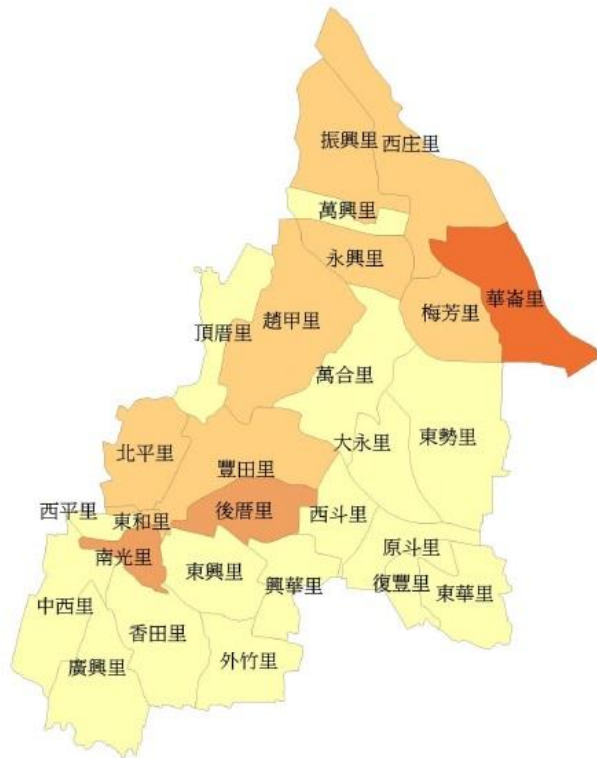 振興里
西庄里
萬興里
永興里
華崙里
梅芳里
趙甲里
頂厝里
萬合里
東勢里
大永里
北平里
豐田里
後厝里
西平里
東和里
西斗里
南光里
原斗里
東興里
興華里
復豐里
東華里
中西里
香田里
外竹里
廣興里